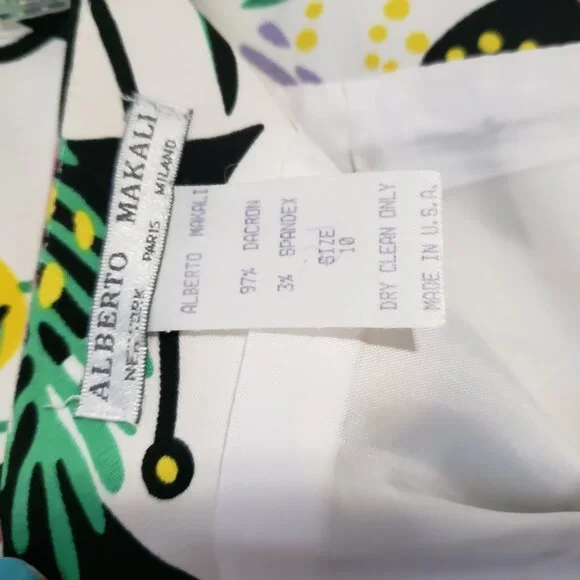 ALBERTO MAKALI
NEW YORK PARIS MILANO
ALBERTO MAKALI
97% DACRON
3% SPANDEX
SIZE
10
DRY CLEAN ONLY
MADE IN U.S.A.